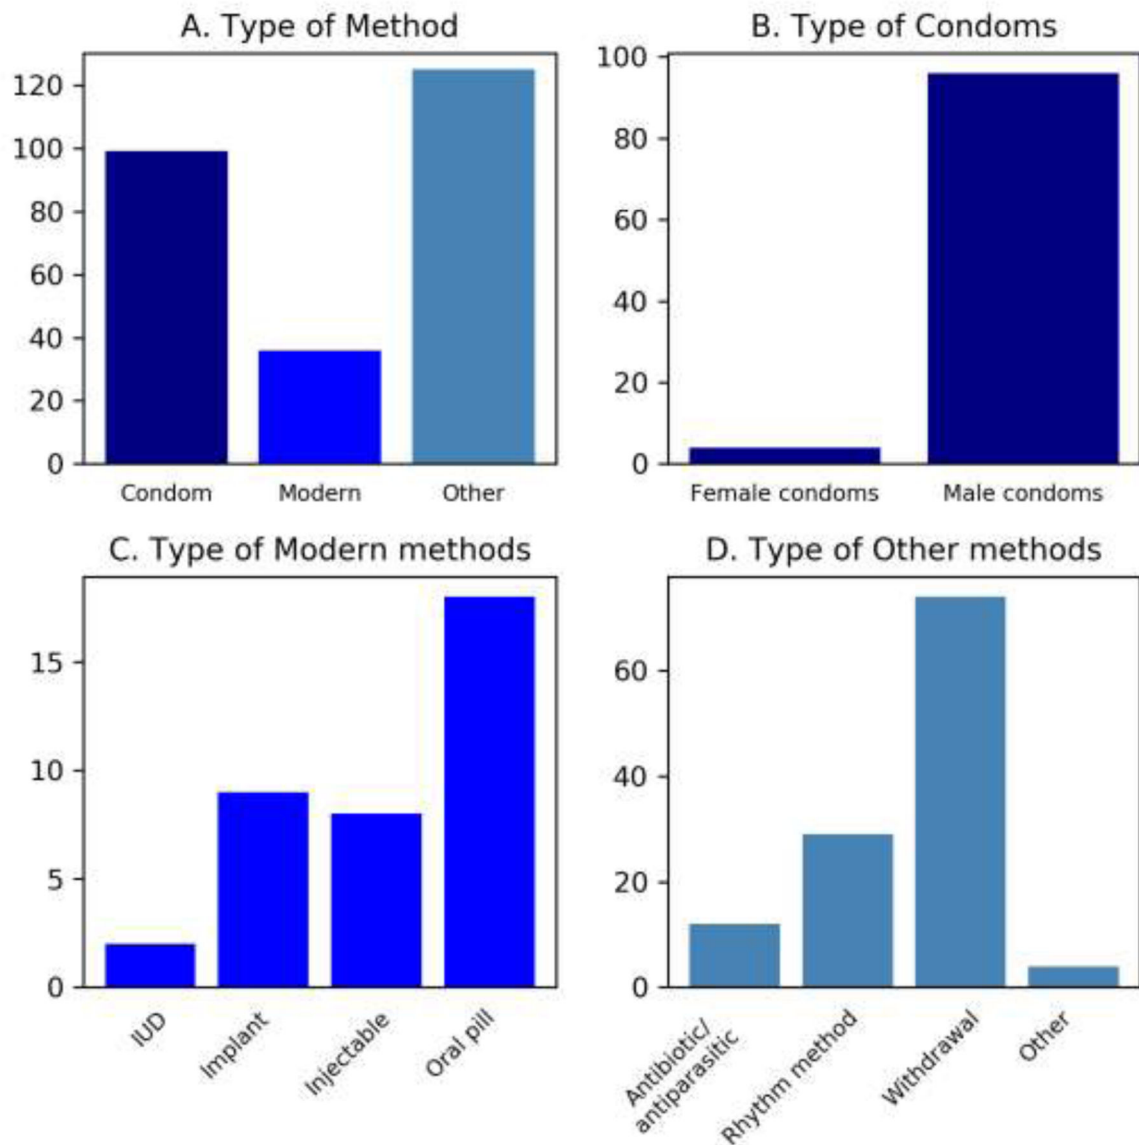 A. Type of Method
120
100
80
60
40
20
0
Condom
Modern
Other
B. Type of Condoms
100
80
60
40
20
0
Female condoms
Male condoms
C. Type of Modern methods
15
10
5
0
IUD
Implant
Injectable
Oral pill
D. Type of Other methods
60
40
20
0
Antibiotic/
antiparasitic
Rhythm method
Withdrawal
Other